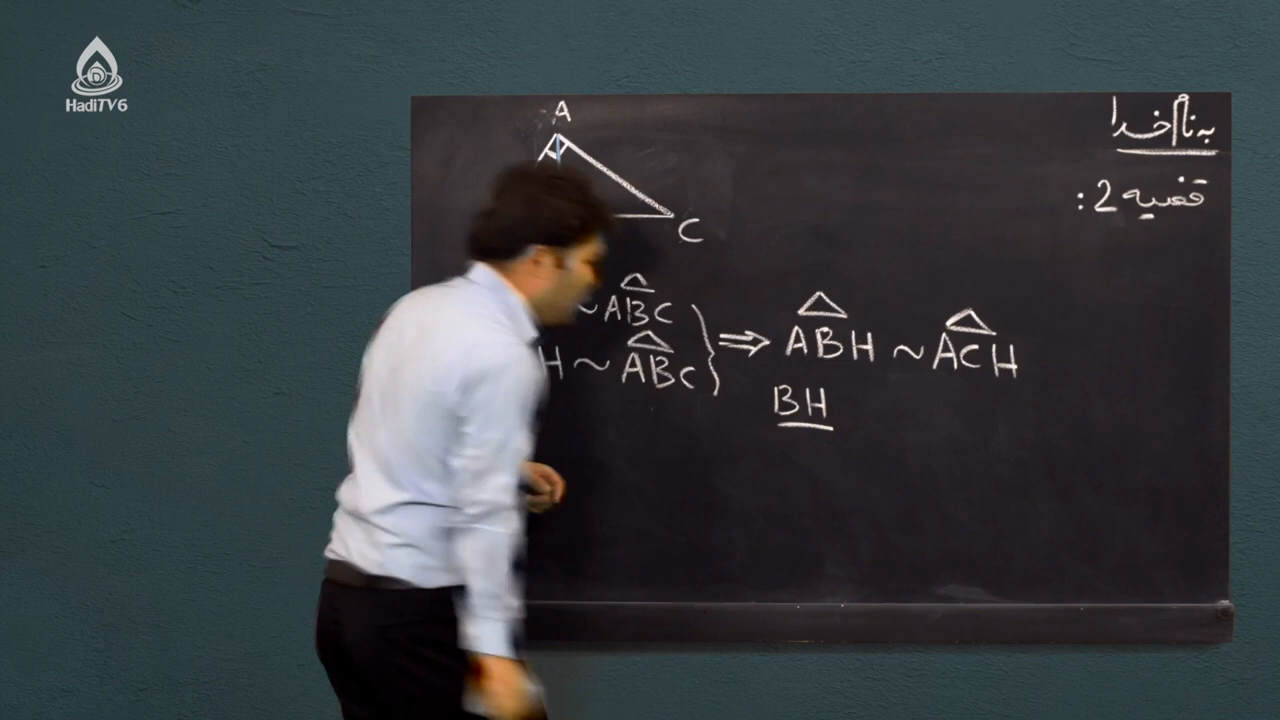 HadiTV6
به نام خدا
قضیه 2 :
A
C
~ ABC
H ~ ABC
⇒ ABH ~ ACH
BH